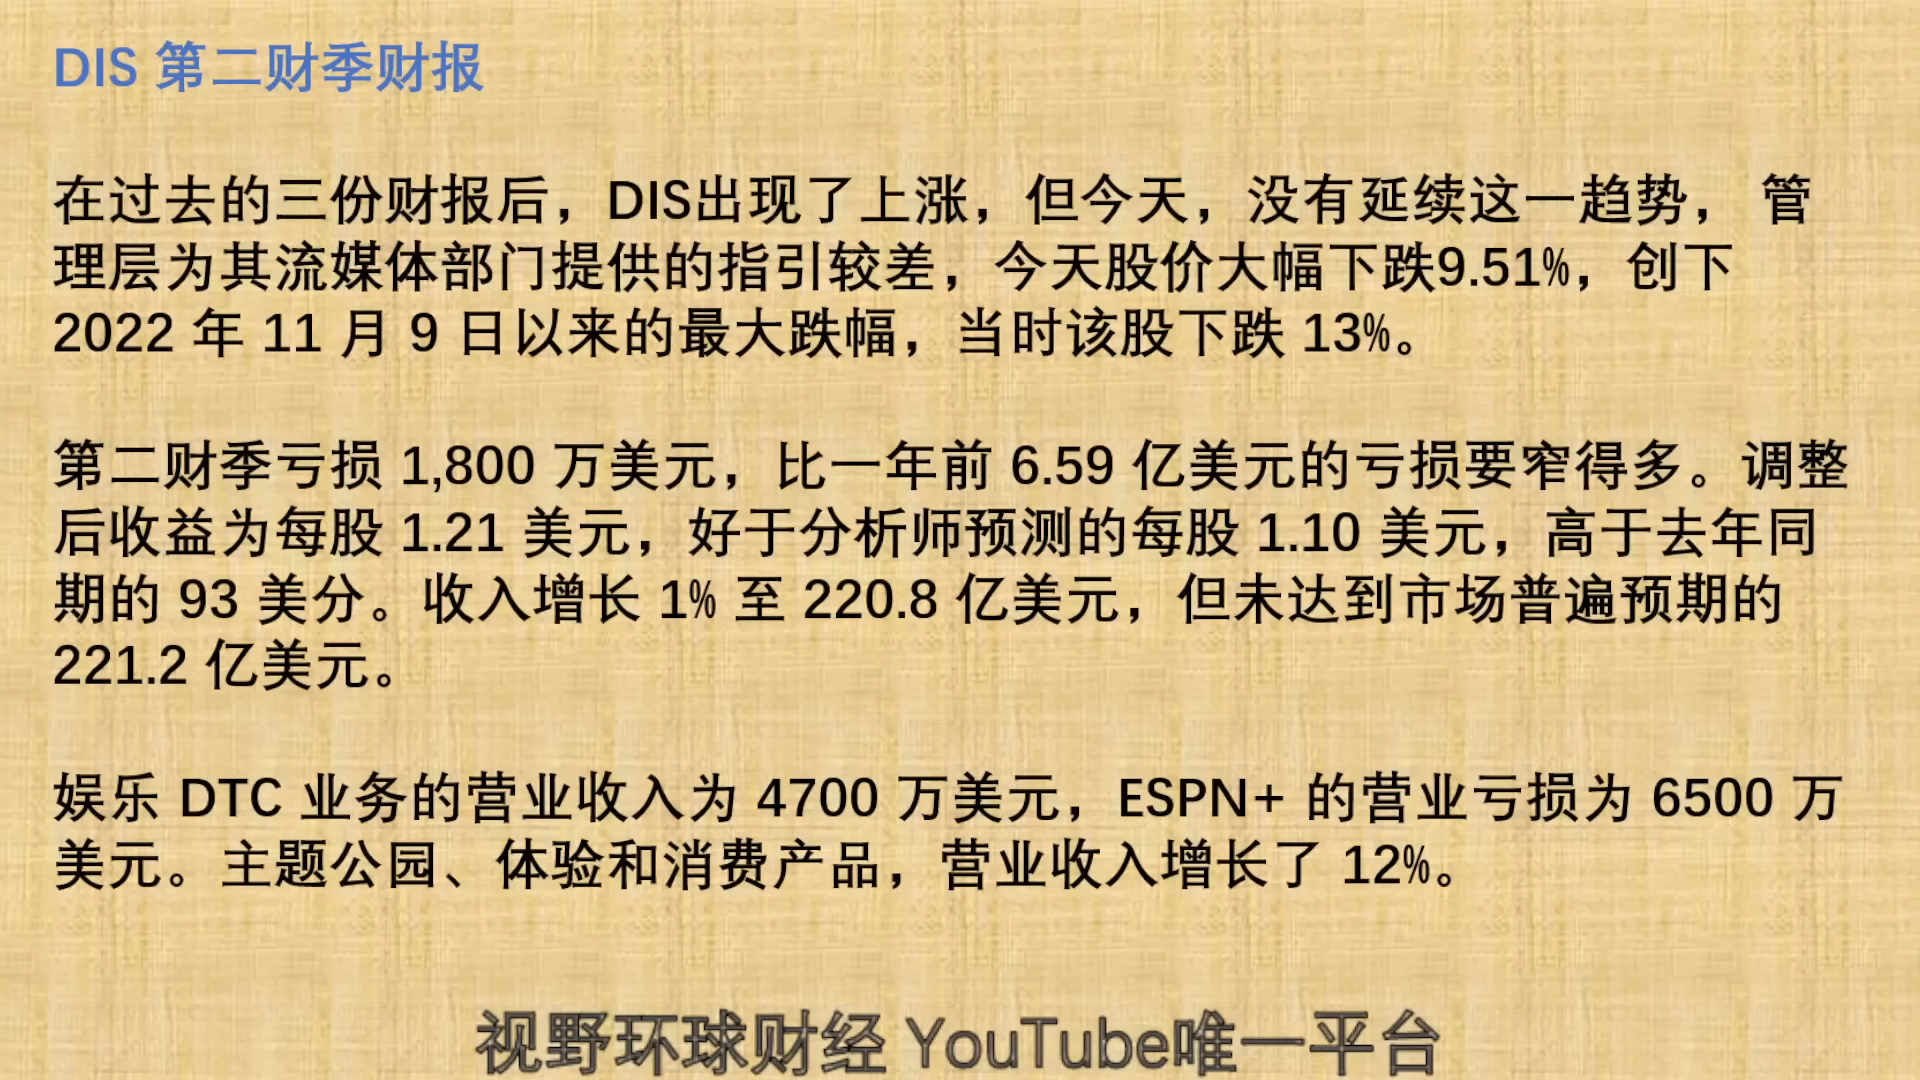 DIS 第二财季财报
在过去的三份财报后，DIS出现了上涨，但今天，没有延续这一趋势， 管
理层为其流媒体部门提供的指引较差，今天股价大幅下跌9.51%，创下
2022 年 11 月 9 日以来的最大跌幅，当时该股下跌 13%。
第二财季亏损 1,800 万美元，比一年前 6.59 亿美元的亏损要窄得多。调整
后收益为每股 1.21 美元，好于分析师预测的每股 1.10 美元，高于去年同
期的 93 美分。收入增长 1% 至 220.8 亿美元，但未达到市场普遍预期的
221.2 亿美元。
娱乐 DTC 业务的营业收入为 4700 万美元，ESPN+ 的营业亏损为 6500 万
美元。主题公园、体验和消费产品，营业收入增长了 12%。
视野环球财经 YouTube唯一平台